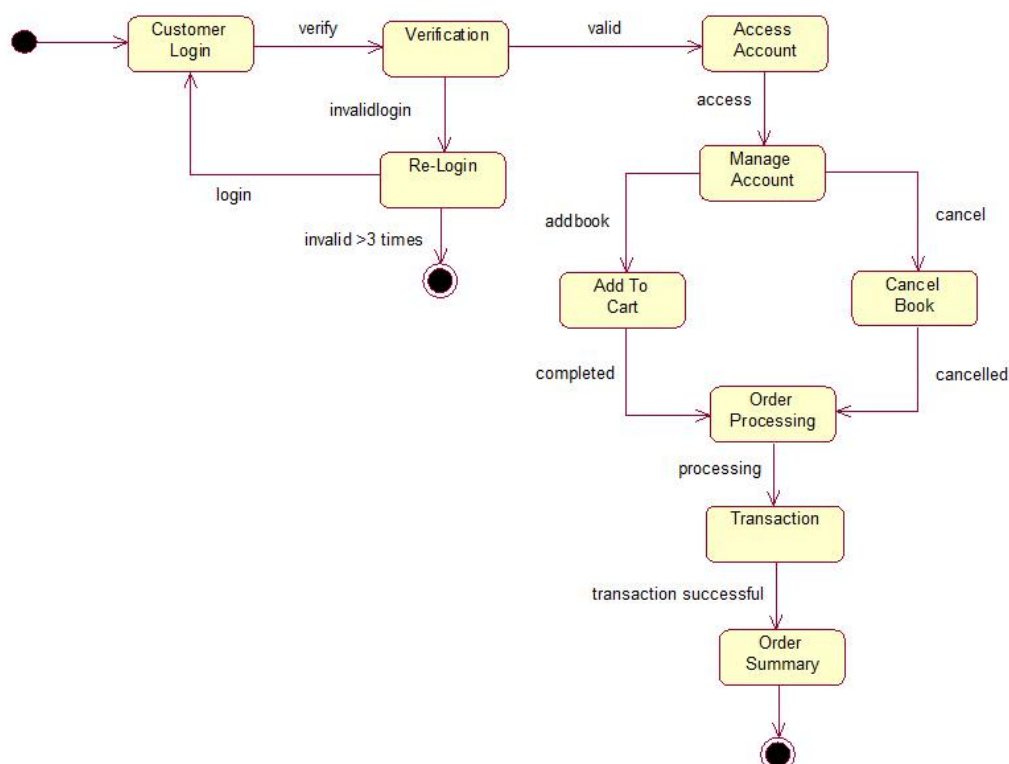 Customer
Login
verify
Verification
valid
Access
Account
invalidlogin
access
Re-Login
login
Manage
Account
invalid >3 times
addbook
cancel
Add To
Cart
Cancel
Book
completed
cancelled
Order
Processing
processing
Transaction
transaction successful
Order
Summary